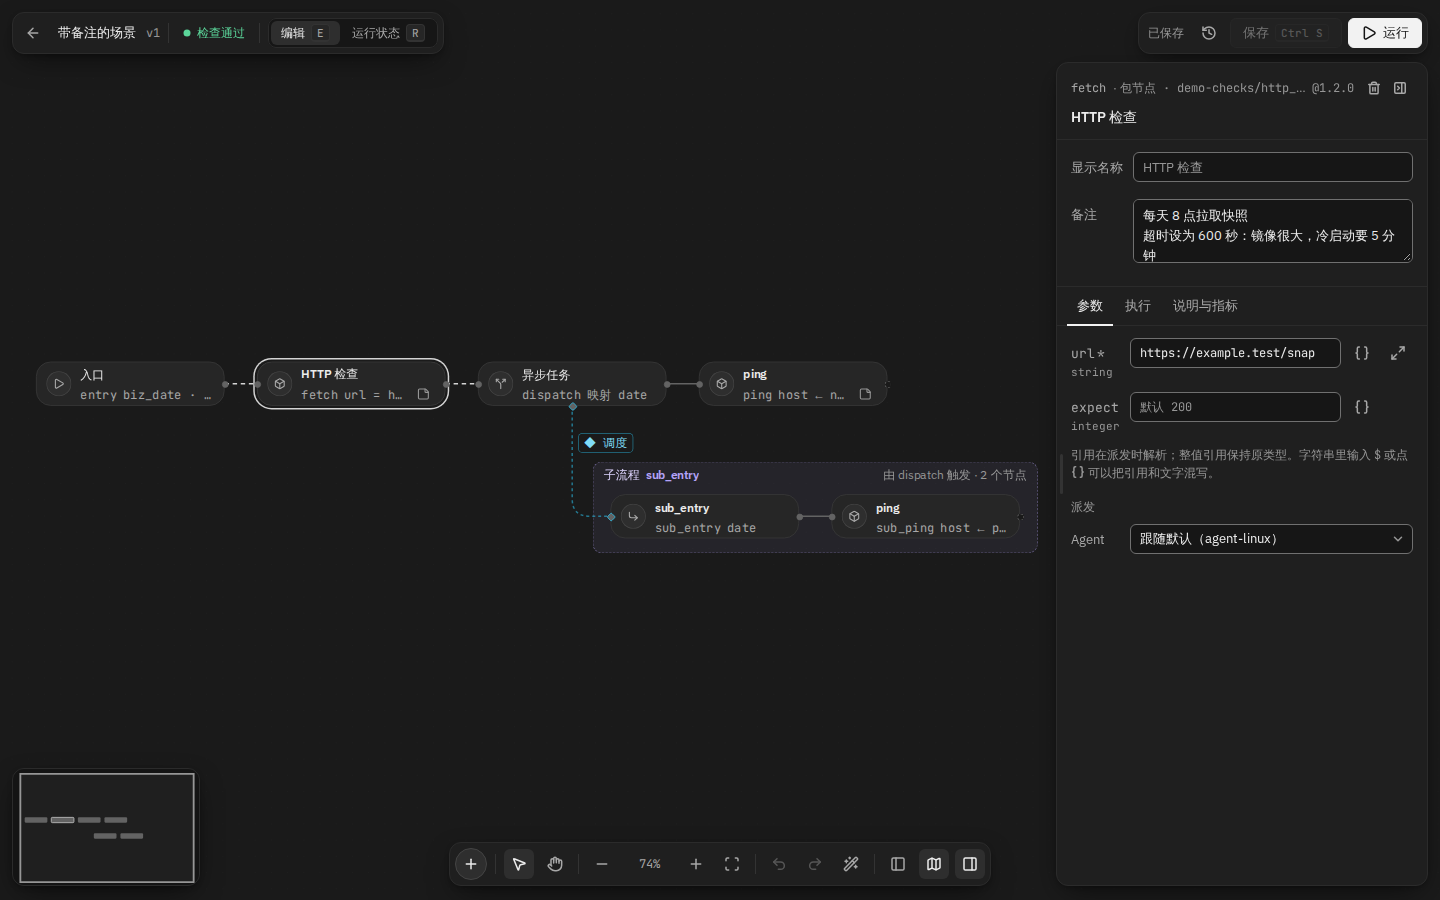 带备注的场景 v1 检查通过 编辑 E 运行状态 R
已保存 保存 Ctrl S 运行
fetch · 包节点 · demo-checks/http_… @1.2.0
HTTP 检查
显示名称 HTTP 检查
备注 每天 8 点拉取快照
超时设为 600 秒：镜像很大，冷启动要 5 分
钟
参数 执行 说明与指标
url* https://example.test/snap { }
string
expect 默认 200 { }
integer
引用在派发时解析；整值引用保持原类型。字符串里输入 $ 或点
{ } 可以把引用和文字混写。
派发
Agent 跟随默认（agent-linux）
入口
entry biz_date · …
HTTP 检查
fetch url = h…
异步任务
dispatch 映射 date
ping
ping host ← n…
调度
子流程 sub_entry 由 dispatch 触发 · 2 个节点
sub_entry
sub_entry date
ping
sub_ping host ← p…
74%